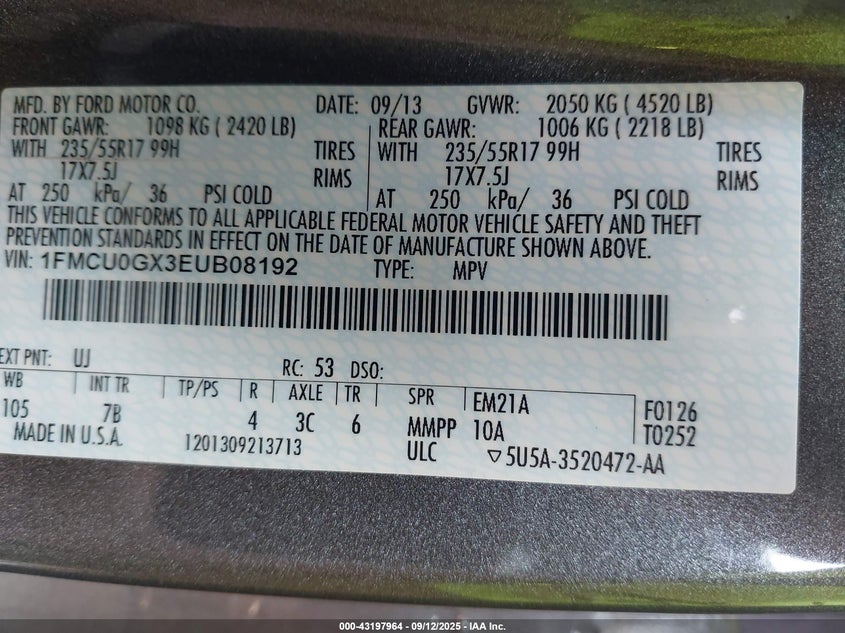 MFD. BY FORD MOTOR CO. DATE: 09/13 GVWR: 2050 KG ( 4520 LB)
FRONT GAWR: 1098 KG ( 2420 LB) REAR GAWR: 1006 KG ( 2218 LB)
WITH 235/55R17 99H TIRES WITH 235/55R17 99H TIRES
17X7.5J RIMS 17X7.5J RIMS
AT 250 kPa/ 36 PSI COLD AT 250 kPa/ 36 PSI COLD
THIS VEHICLE CONFORMS TO ALL APPLICABLE FEDERAL MOTOR VEHICLE SAFETY AND THEFT
PREVENTION STANDARDS IN EFFECT ON THE DATE OF MANUFACTURE SHOWN ABOVE.
VIN: 1FMCU0GX3EUB08192 TYPE: MPV
EXT PNT: UJ RC: 53 DSO:
WB INT TR TP/PS R AXLE TR SPR EM21A F0126
105 7B 4 3C 6 MMPP 10A T0252
MADE IN U.S.A. 1201309213713 ULC ▽5U5A-3520472-AA
000-43197964 - 09/12/2025 - IAA Inc.